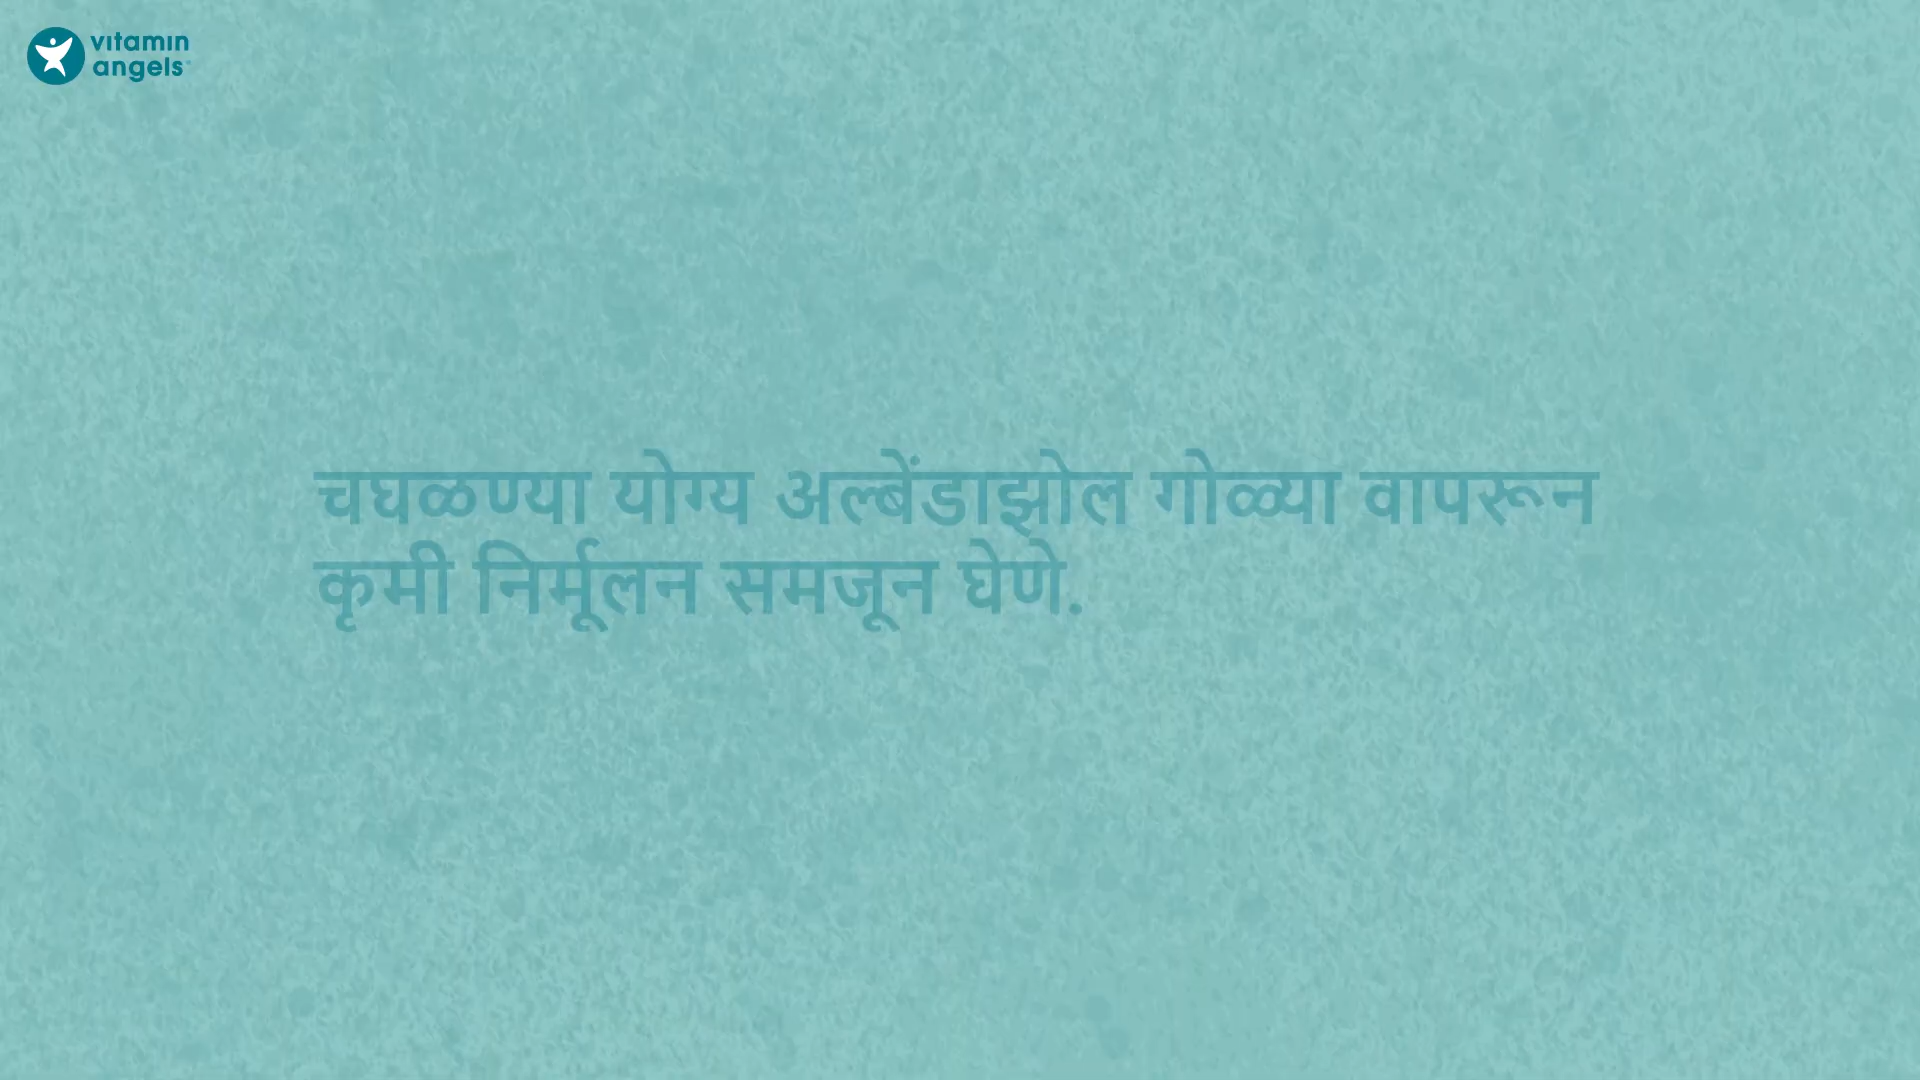 vitamin
angels
चघळण्या योग्य अल्बेंडाझोल गोळ्या वापरून
कृमी निर्मूलन समजून घेणे.